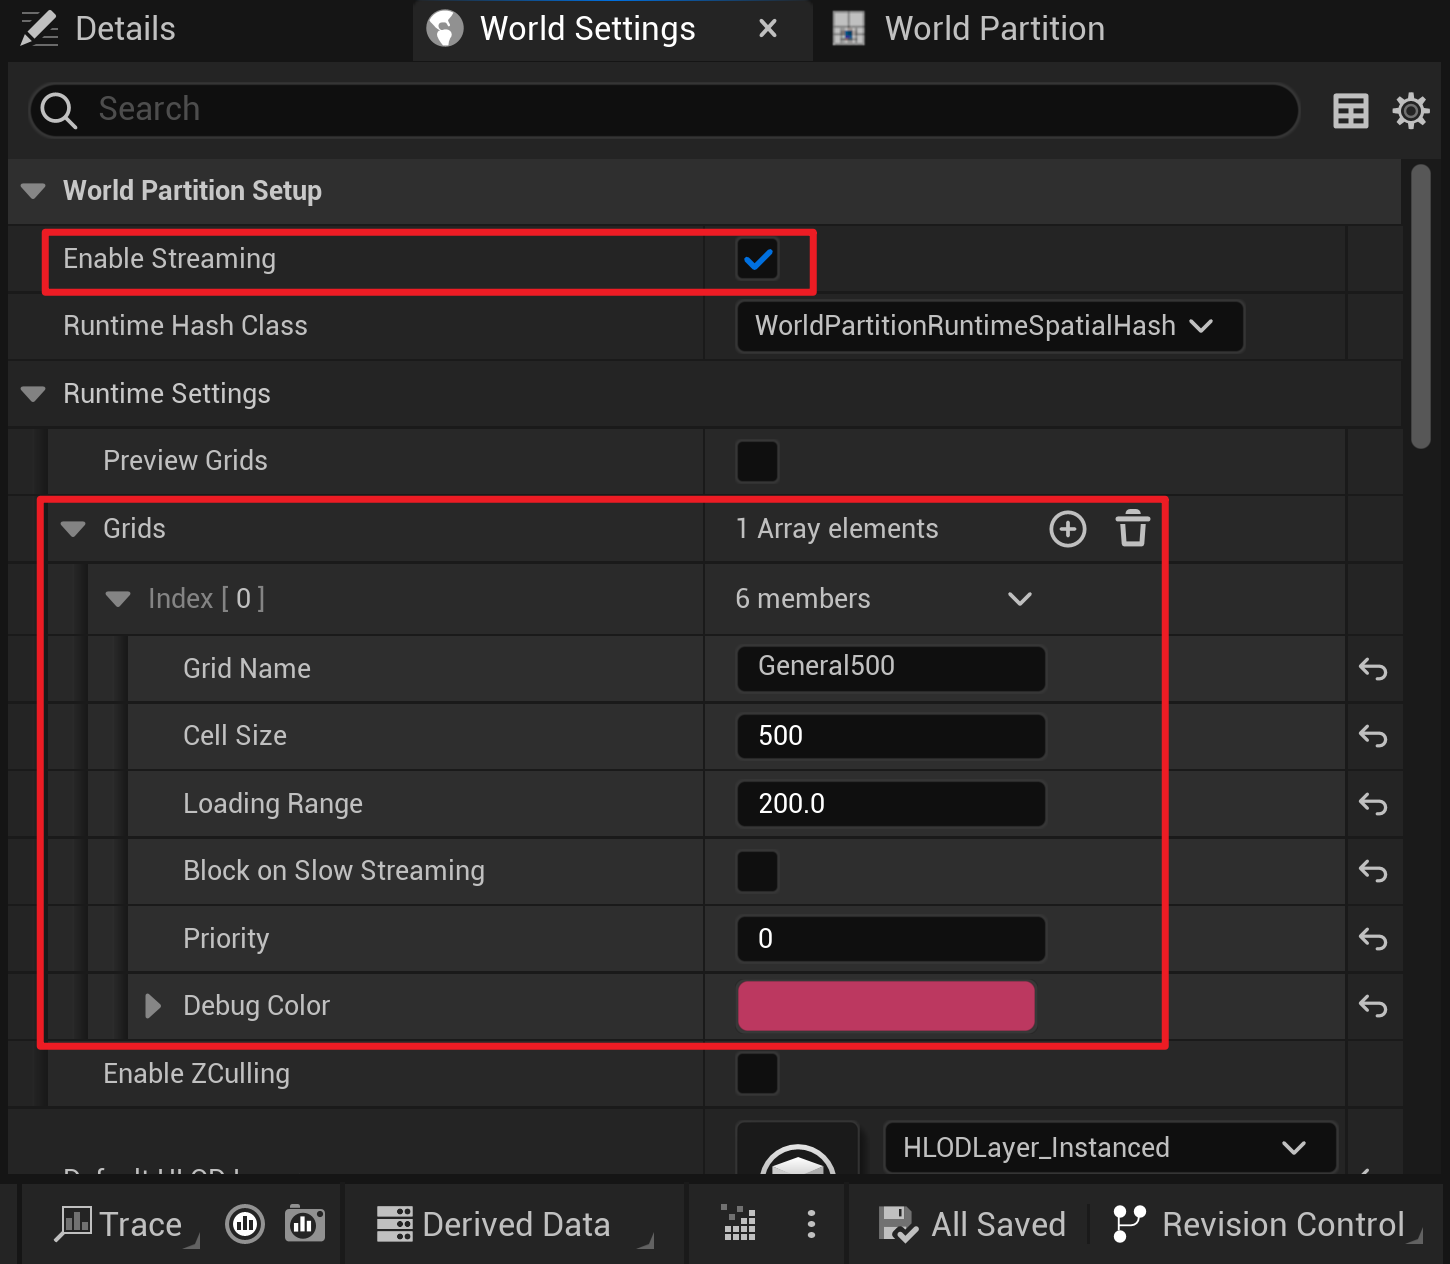 Details
World Settings
World Partition
Search
World Partition Setup
Enable Streaming
Runtime Hash Class
WorldPartitionRuntimeSpatialHash
Runtime Settings
Preview Grids
Grids
1 Array elements
Index [ 0 ]
6 members
Grid Name
General500
Cell Size
500
Loading Range
200.0
Block on Slow Streaming
Priority
0
Debug Color
Enable ZCulling
HLODLayer_Instanced
Trace
Derived Data
All Saved
Revision Control